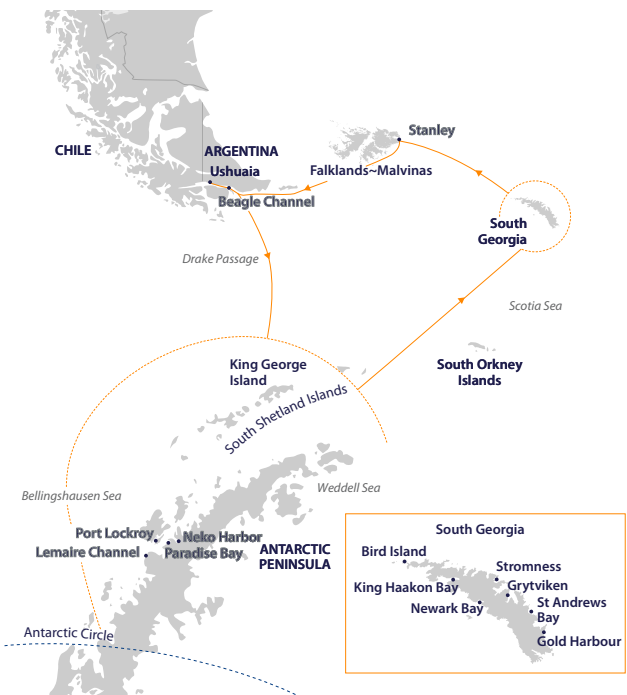 Stanley
CHILE
ARGENTINA
Ushuaia
Falklands~Malvinas
Beagle Channel
South
Georgia
Drake Passage
Scotia Sea
King George
Island
South Orkney
Islands
South Shetland Islands
Weddell Sea
Bellingshausen Sea
Port Lockroy
Neko Harbor
Lemaire Channel
Paradise Bay
ANTARCTIC
PENINSULA
Antarctic Circle
South Georgia
Bird Island
Stromness
King Haakon Bay
Grytviken
Newark Bay
St Andrews
Bay
Gold Harbour